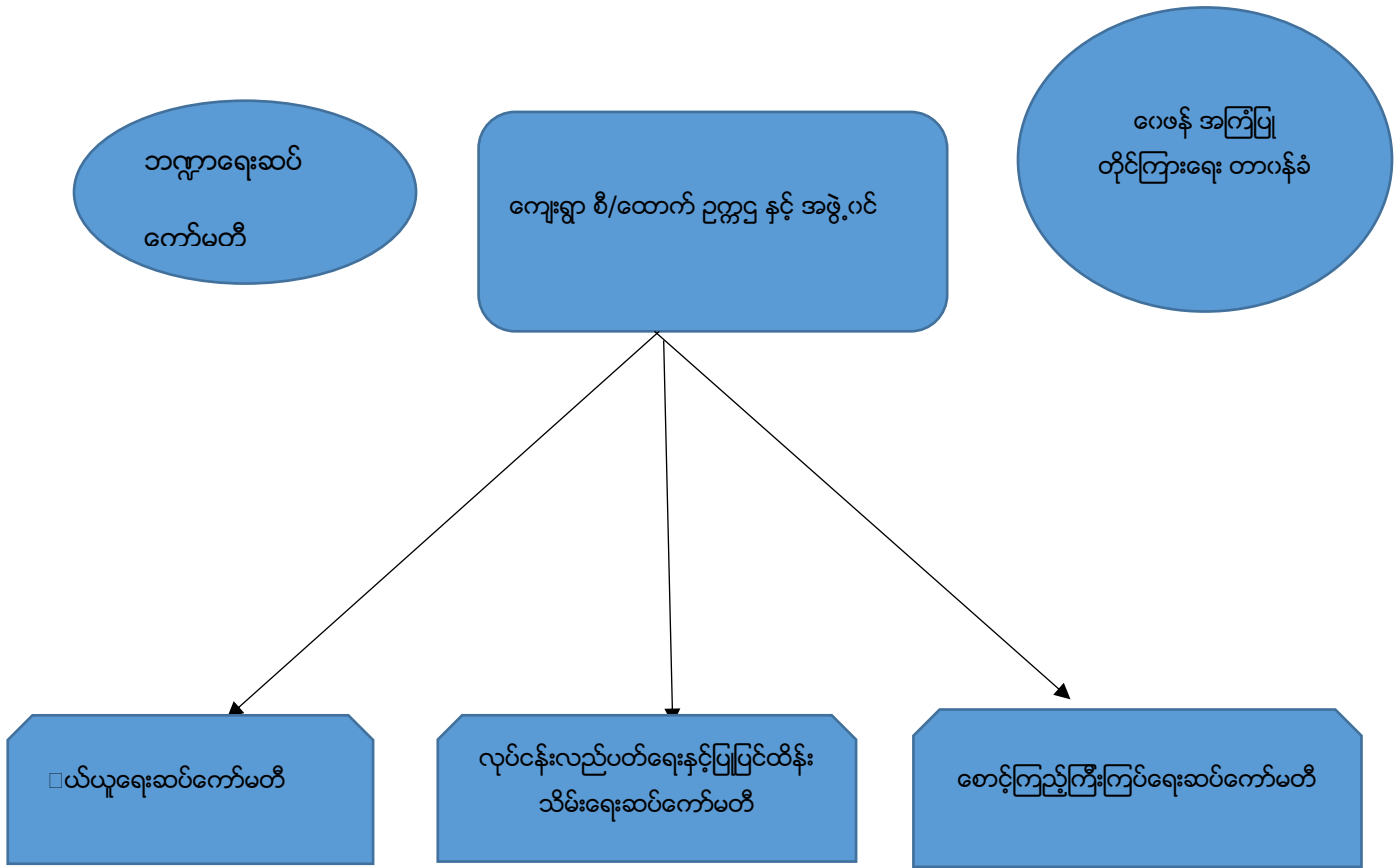 ဘဏ္ဍာရေးဆပ်
ကော်မတီ
ကျေးရွာ စီ/ထောက် ဥက္ကဌ နှင့် အဖွဲ့ဝင်
ဝေဖန် အကြံပြု
တိုင်ကြားရေး တာဝန်ခံ
ယ်ယူရေးဆပ်ကော်မတီ
လုပ်ငန်းလည်ပတ်ရေးနှင့်ပြုပြင်ထိန်း
သိမ်းရေးဆပ်ကော်မတီ
စောင့်ကြည့်ကြီးကြပ်ရေးဆပ်ကော်မတီ